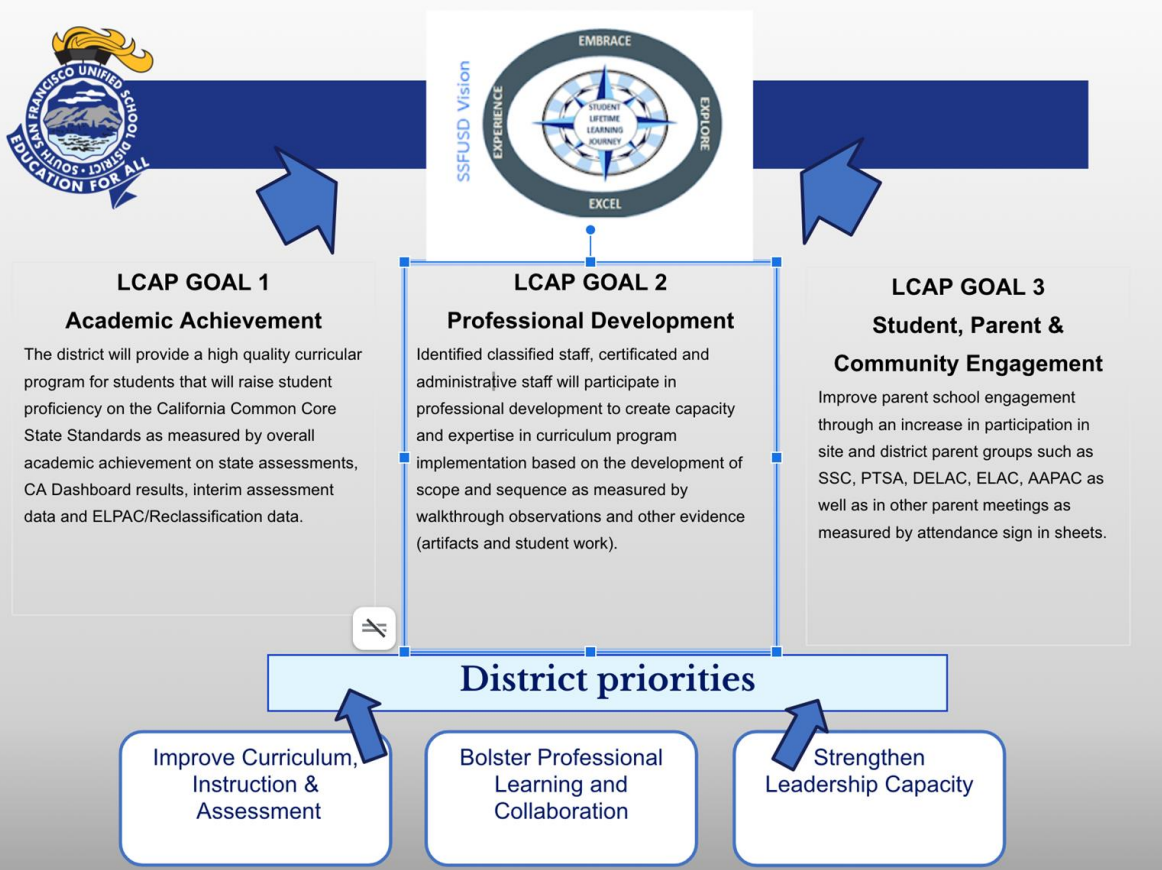 SOUTH SAN FRANCISCO UNIFIED SCHOOL DISTRICT
EDUCATION FOR ALL
SSFUSD Vision
EMBRACE
EXPERIENCE
EXPLORE
EXCEL
STUDENT
LIFETIME
LEARNING
JOURNEY
LCAP GOAL 1
Academic Achievement
The district will provide a high quality curricular
program for students that will raise student
proficiency on the California Common Core
State Standards as measured by overall
academic achievement on state assessments,
CA Dashboard results, interim assessment
data and ELPAC/Reclassification data.
LCAP GOAL 2
Professional Development
Identified classified staff, certificated and
administrative staff will participate in
professional development to create capacity
and expertise in curriculum program
implementation based on the development of
scope and sequence as measured by
walkthrough observations and other evidence
(artifacts and student work).
LCAP GOAL 3
Student, Parent &
Community Engagement
Improve parent school engagement
through an increase in participation in
site and district parent groups such as
SSC, PTSA, DELAC, ELAC, AAPAC as
well as in other parent meetings as
measured by attendance sign in sheets.
District priorities
Improve Curriculum,
Instruction &
Assessment
Bolster Professional
Learning and
Collaboration
Strengthen
Leadership Capacity